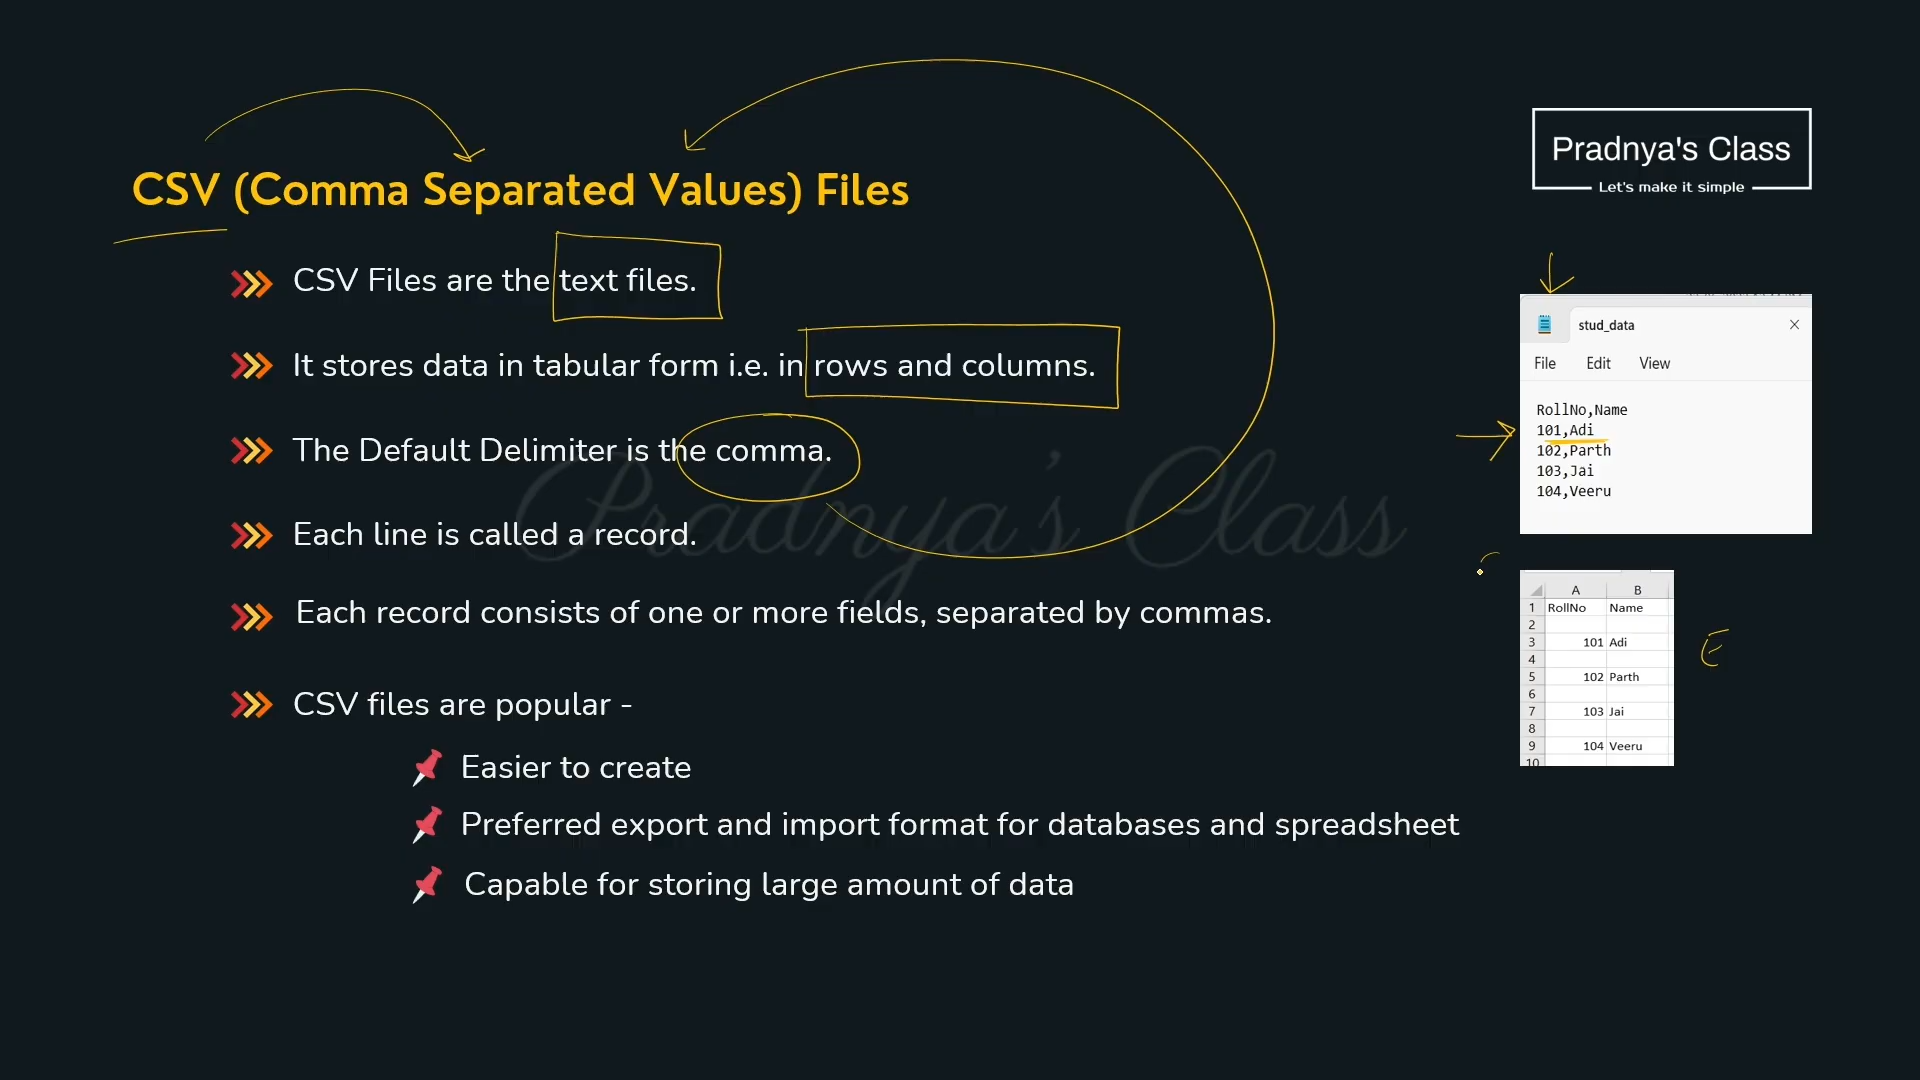 Pradnya's Class
Let's make it simple
CSV (Comma Separated Values) Files
CSV Files are the text files.
It stores data in tabular form i.e. in rows and columns.
The Default Delimiter is the comma.
Each line is called a record.
Each record consists of one or more fields, separated by commas.
CSV files are popular -
Easier to create
Preferred export and import format for databases and spreadsheet
Capable for storing large amount of data
Pradnya's Class
stud_data
File Edit View
RollNo,Name
101,Adi
102,Parth
103,Jai
104,Veeru
A B
1 RollNo Name
2
3 101 Adi
4
5 102 Parth
6
7 103 Jai
8
9 104 Veeru
10
E